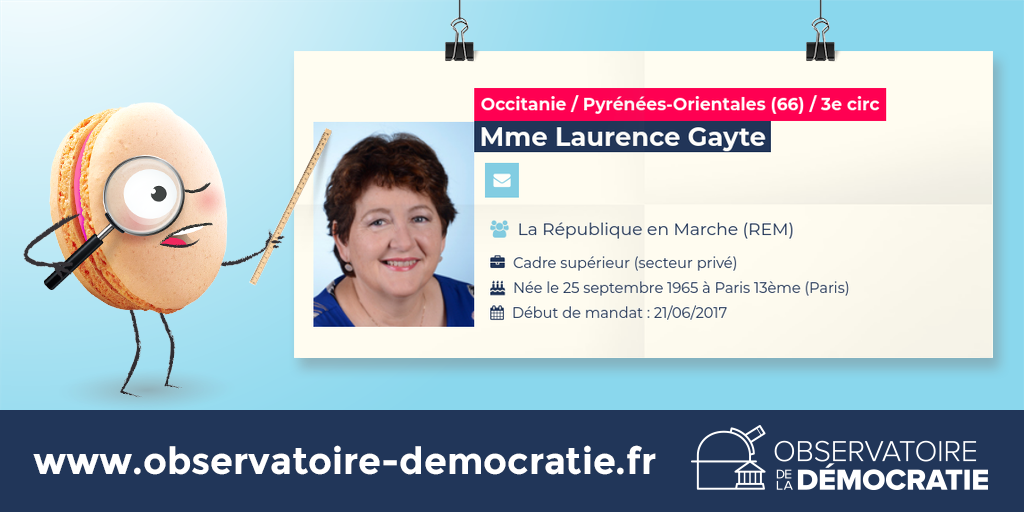 Occitanie / Pyrénées-Orientales (66) / 3e circ
Mme Laurence Gayte
La République en Marche (REM)
Cadre supérieur (secteur privé)
Née le 25 septembre 1965 à Paris 13ème (Paris)
Début de mandat : 21/06/2017
www.observatoire-democratie.fr
OBSERVATOIRE
DE LA DÉMOCRATIE